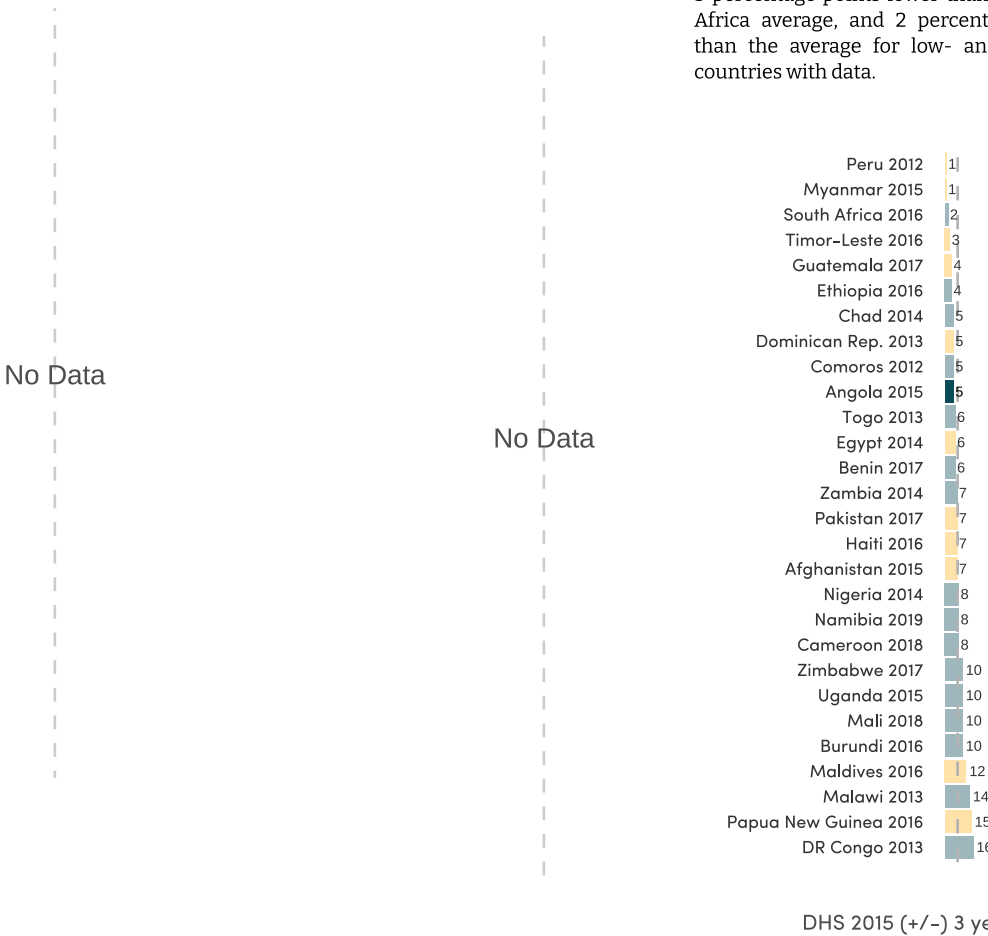 Africa average, and 2 percent
than the average for low- an
countries with data.
No Data
No Data
Peru 2012 1
Myanmar 2015 1
South Africa 2016 2
Timor-Leste 2016 3
Guatemala 2017 4
Ethiopia 2016 4
Chad 2014 5
Dominican Rep. 2013 5
Comoros 2012 5
Angola 2015 5
Togo 2013 6
Egypt 2014 6
Benin 2017 6
Zambia 2014 7
Pakistan 2017 7
Haiti 2016 7
Afghanistan 2015 7
Nigeria 2014 8
Namibia 2019 8
Cameroon 2018 8
Zimbabwe 2017 10
Uganda 2015 10
Mali 2018 10
Burundi 2016 10
Maldives 2016 12
Malawi 2013 14
Papua New Guinea 2016 15
DR Congo 2013 16
DHS 2015 (+/-) 3 ye